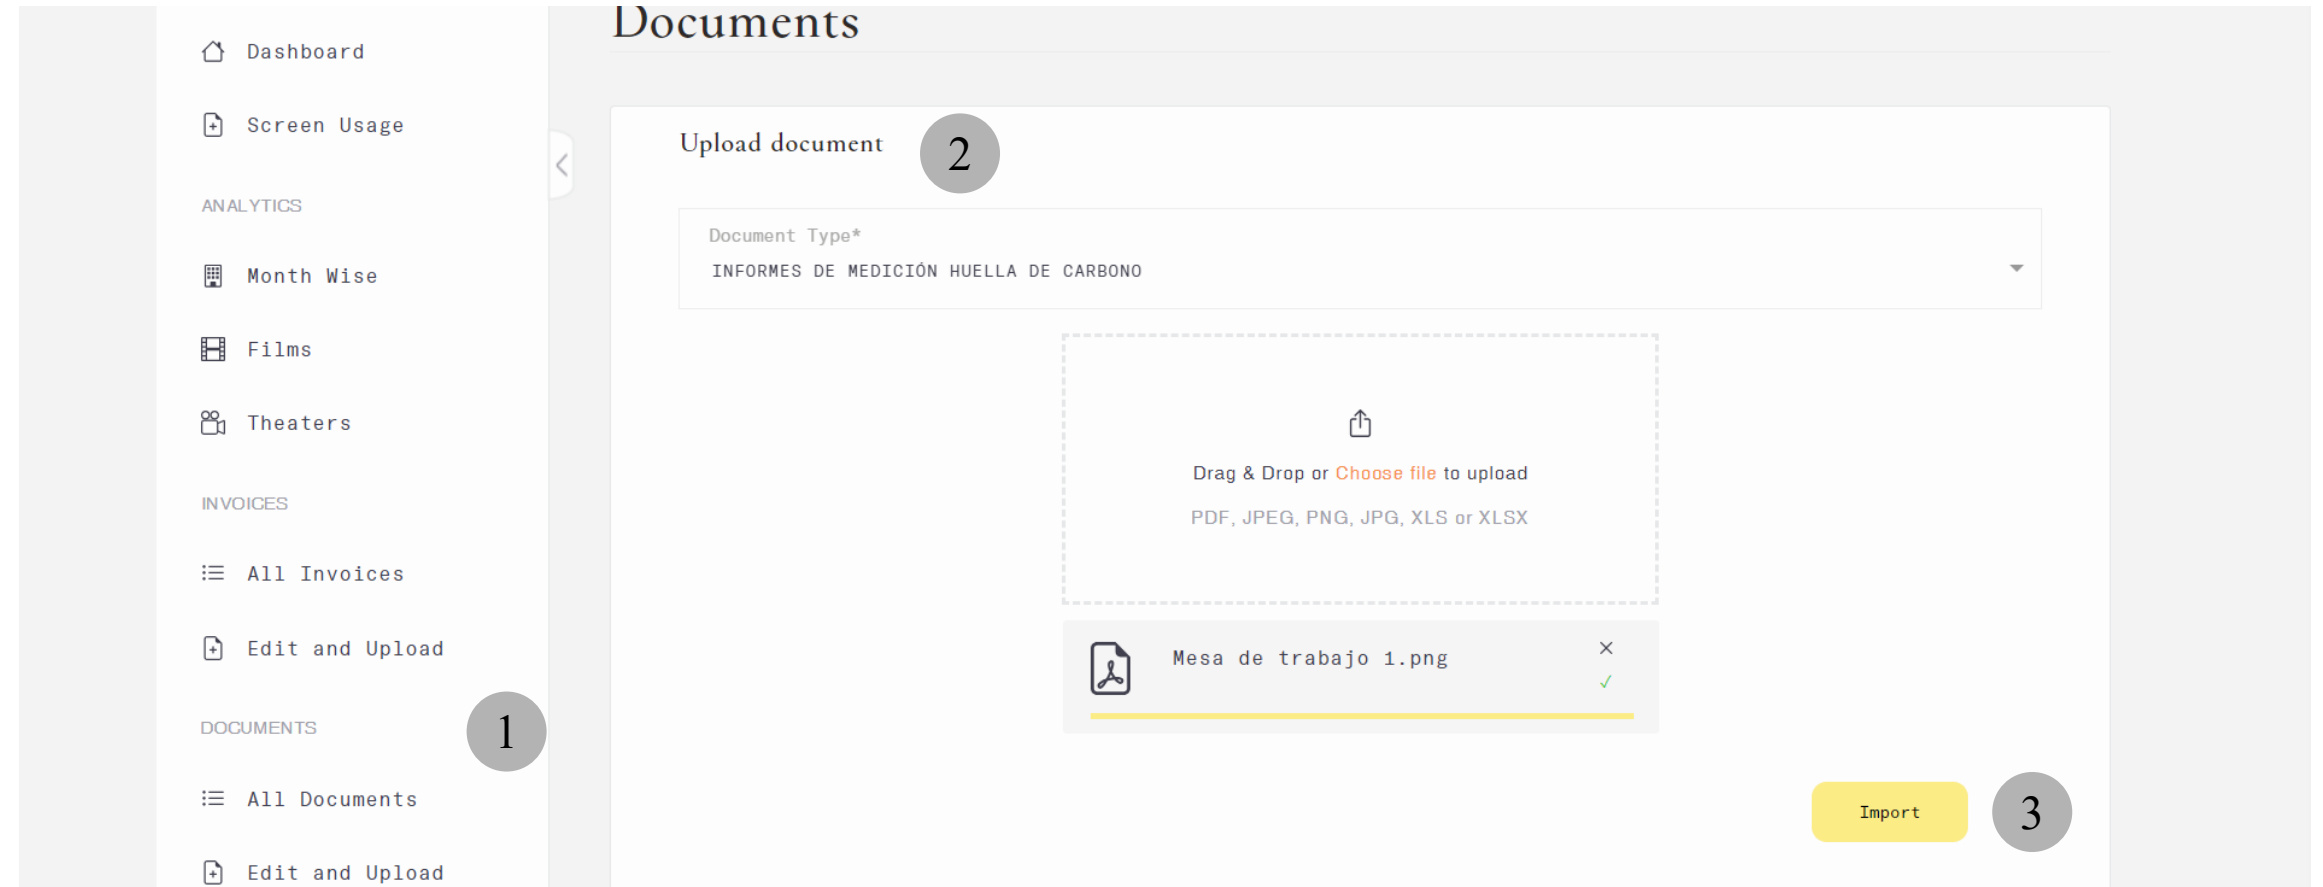 Dashboard
Screen Usage
ANALYTICS
Month Wise
Films
Theaters
INVOICES
All Invoices
Edit and Upload
DOCUMENTS
1
All Documents
Edit and Upload
Documents
Upload document
2
Document Type*
INFORMES DE MEDICIÓN HUELLA DE CARBONO
Drag & Drop or Choose file to upload
PDF, JPEG, PNG, JPG, XLS or XLSX
Mesa de trabajo 1.png
Import
3